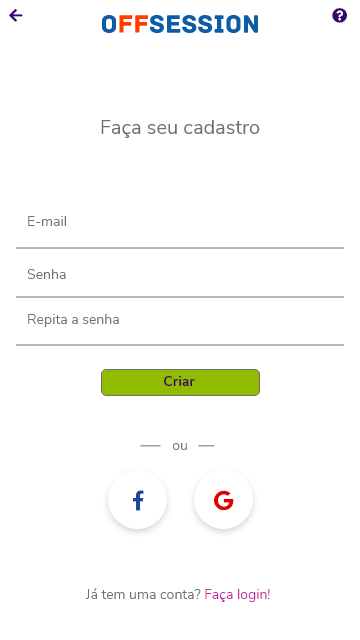 OFFSESSION
Faça seu cadastro
E-mail
Senha
Repita a senha
Criar
ou
Já tem uma conta? Faça login!